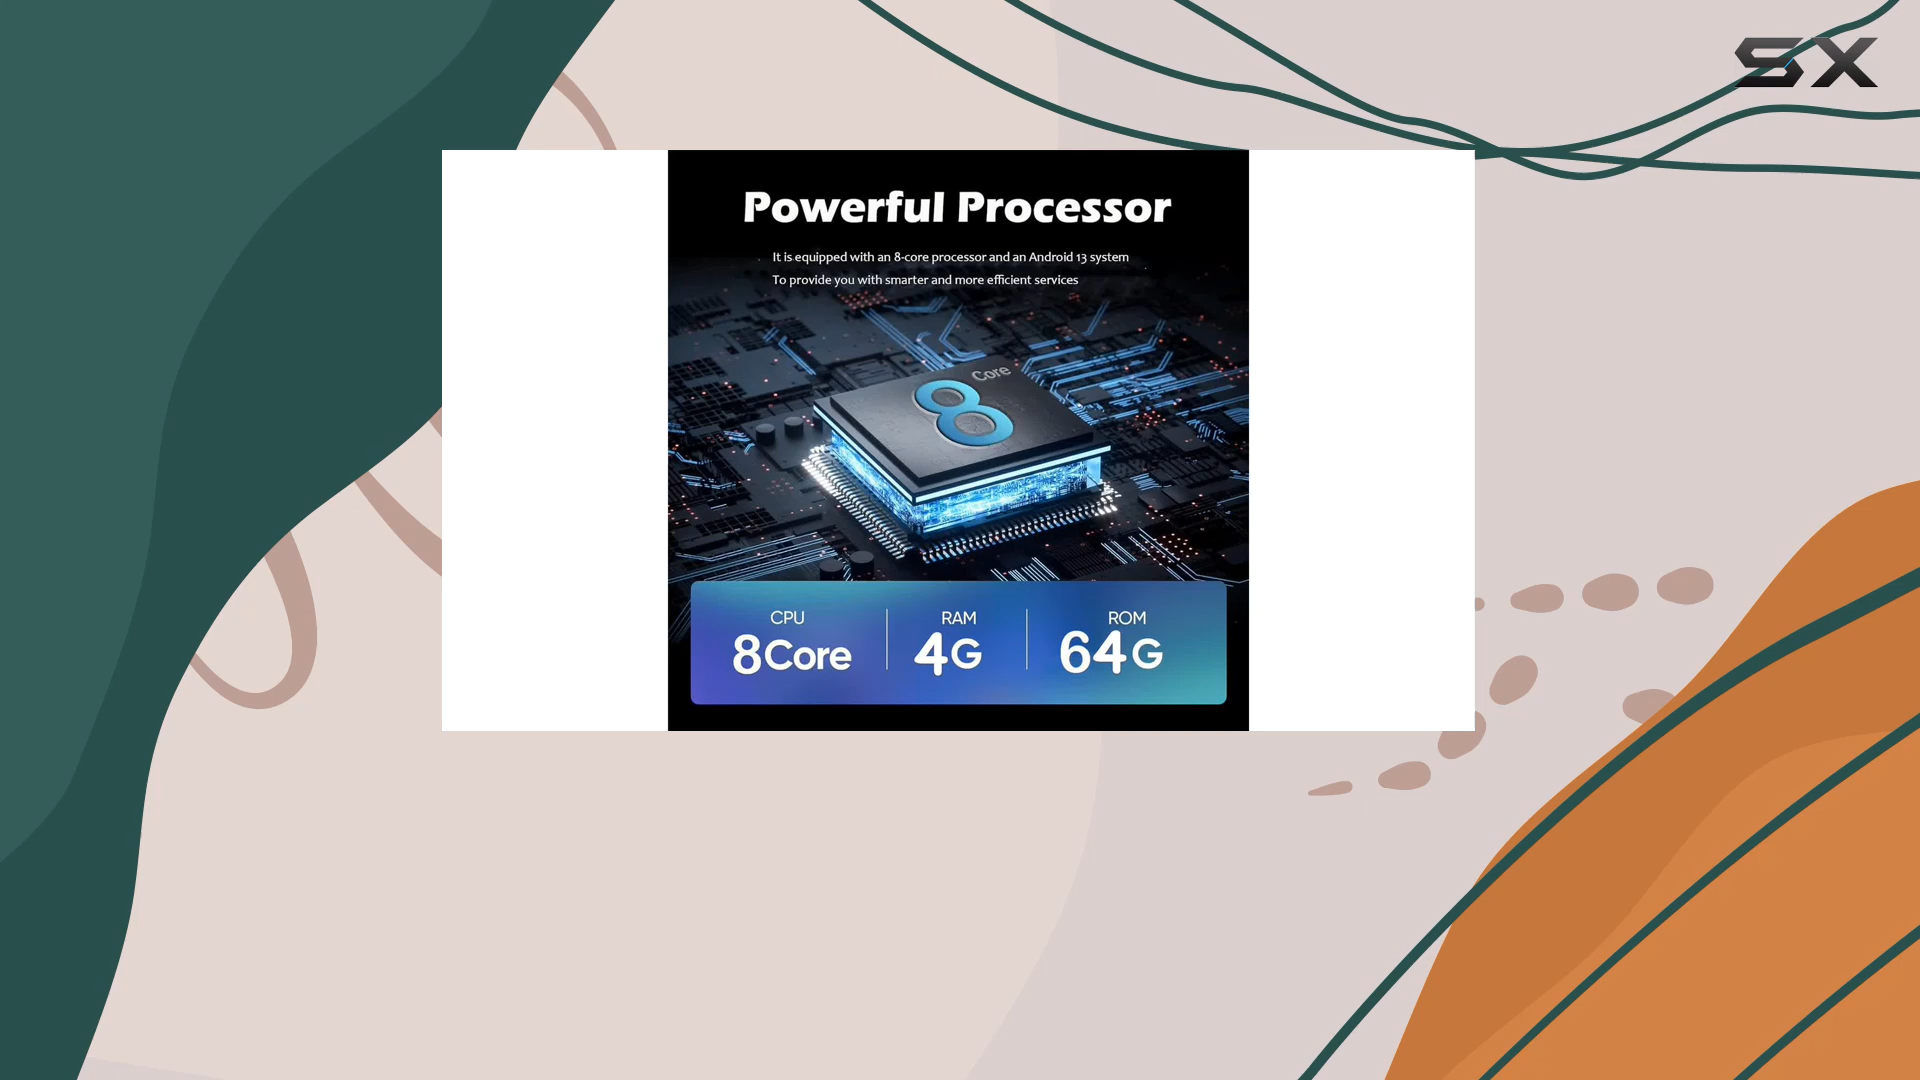 SX
Powerful Processor
It is equipped with an 8-core processor and an Android 13 system
To provide you with smarter and more efficient services
8 Core
CPU
8Core
RAM
4G
ROM
64G